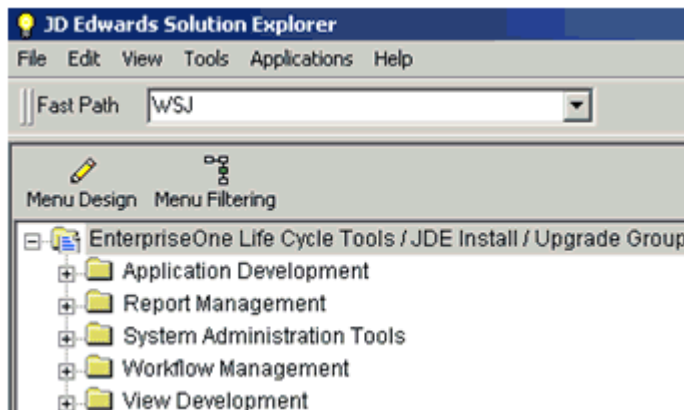 JD Edwards Solution Explorer
File Edit View Tools Applications Help
Fast Path WSJ
Menu Design Menu Filtering
EnterpriseOne Life Cycle Tools / JDE Install / Upgrade Group
Application Development
Report Management
System Administration Tools
Workflow Management
View Development